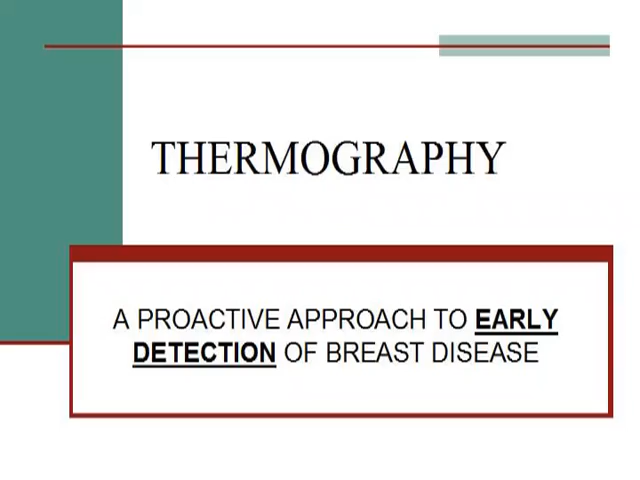 THERMOGRAPHY
A PROACTIVE APPROACH TO EARLY
DETECTION OF BREAST DISEASE